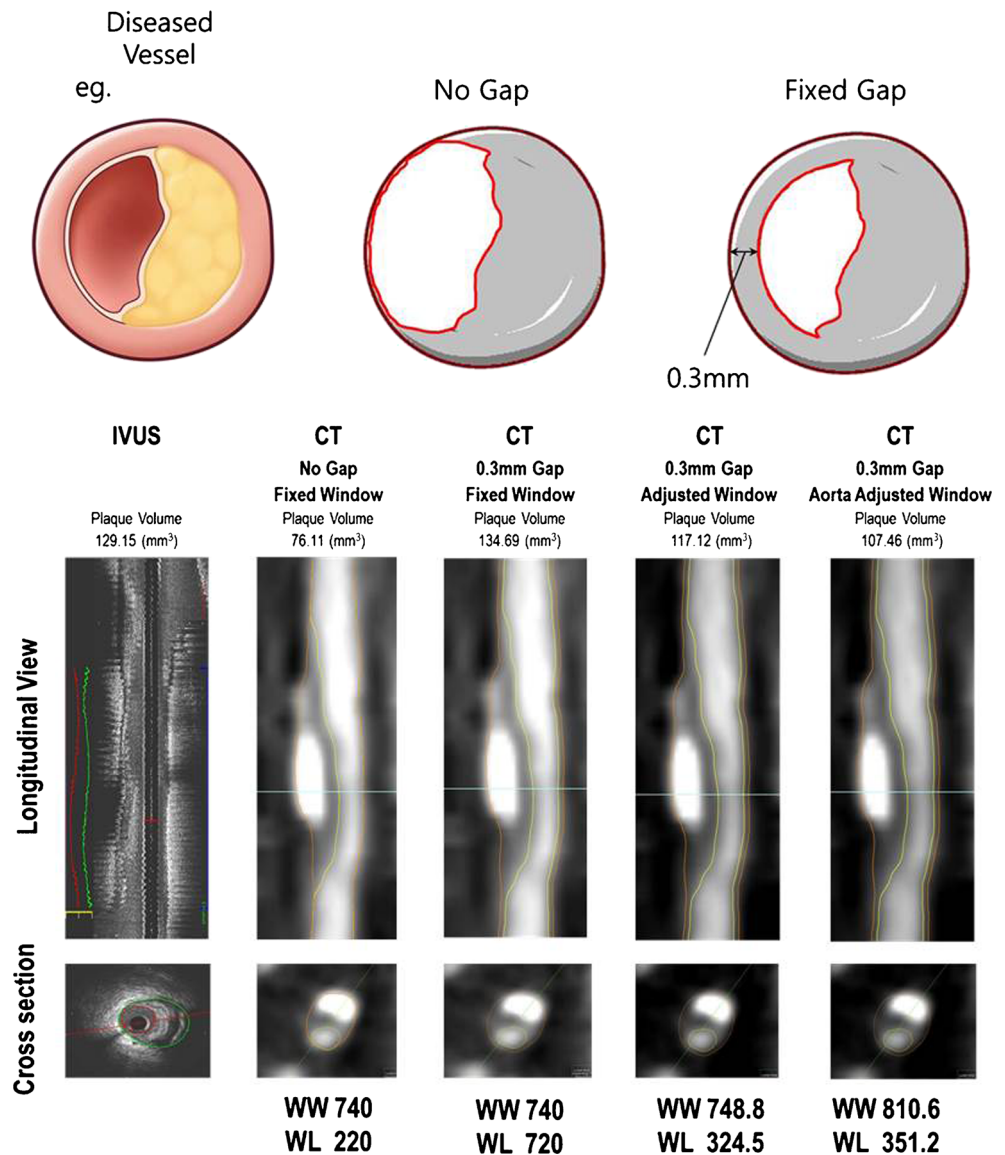 Diseased
Vessel
eg.
No Gap
Fixed Gap
0.3mm
IVUS
CT
CT
CT
CT
No Gap
0.3mm Gap
0.3mm Gap
0.3mm Gap
Fixed Window
Fixed Window
Adjusted Window
Aorta Adjusted Window
Plaque Volume
Plaque Volume
Plaque Volume
Plaque Volume
Plaque Volume
129.15 (mm³)
76.11 (mm³)
134.69 (mm³)
117.12 (mm³)
107.46 (mm³)
Longitudinal View
Cross section
WW 740
WW 740
WW 748.8
WW 810.6
WL 220
WL 720
WL 324.5
WL 351.2